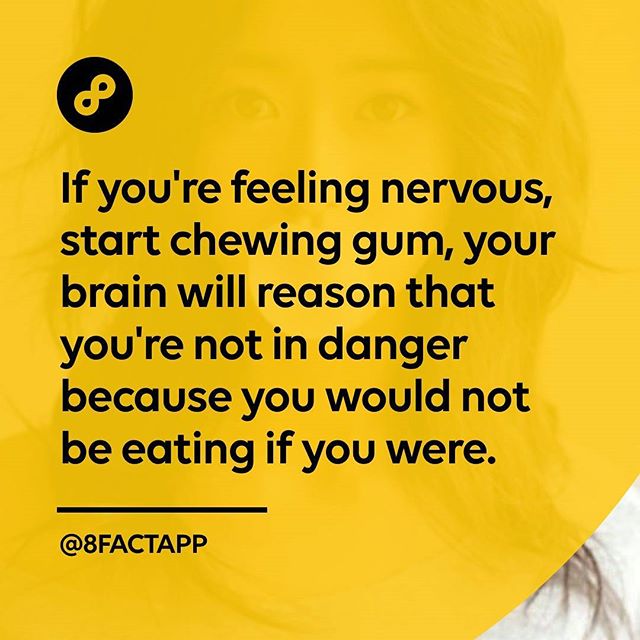 If you're feeling nervous,
start chewing gum, your
brain will reason that
you're not in danger
because you would not
be eating if you were.
@8FACTAPP